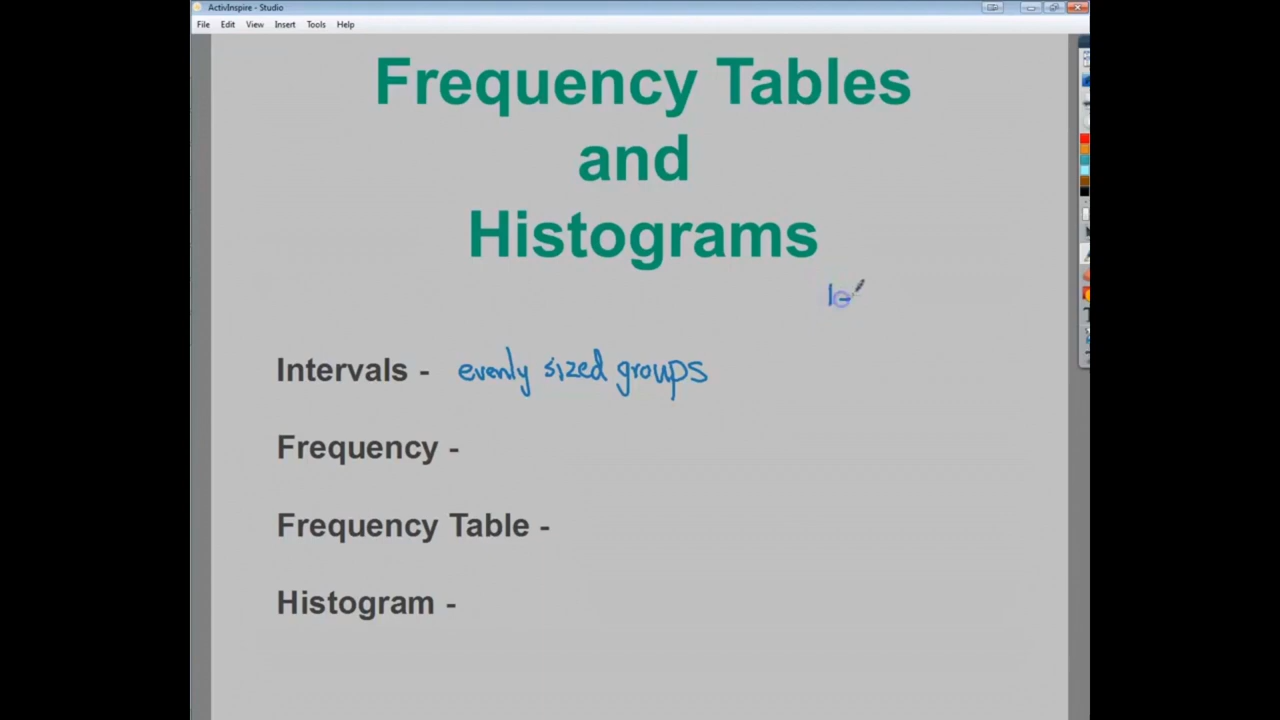 ActivInspire - Studio
File Edit View Insert Tools Help
Frequency Tables
and
Histograms
Intervals - evenly sized groups
Frequency -
Frequency Table -
Histogram -